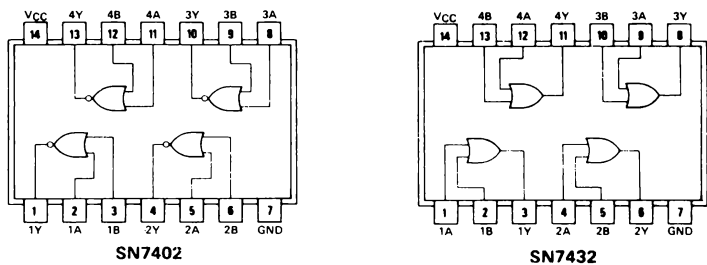 VCC 4Y 4B 4A 3Y 3B 3A
14 13 12 11 10 9 8
1 2 3 4 5 6 7
1Y 1A 1B 2Y 2A 2B GND
SN7402
VCC 4B 4A 4Y 3B 3A 3Y
14 13 12 11 10 9 8
1 2 3 4 5 6 7
1A 1B 1Y 2A 2B 2Y GND
SN7432